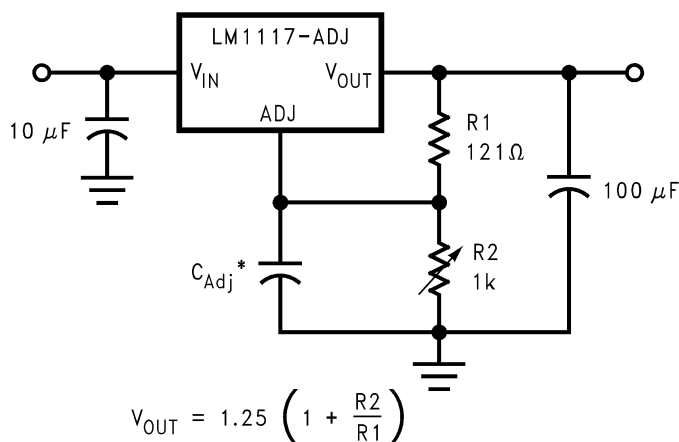 LM1117-ADJ
V_IN
V_OUT
ADJ
10 μF
R1
121Ω
100 μF
C_Adj*
R2
1k
V_OUT = 1.25 (1 + R2/R1)